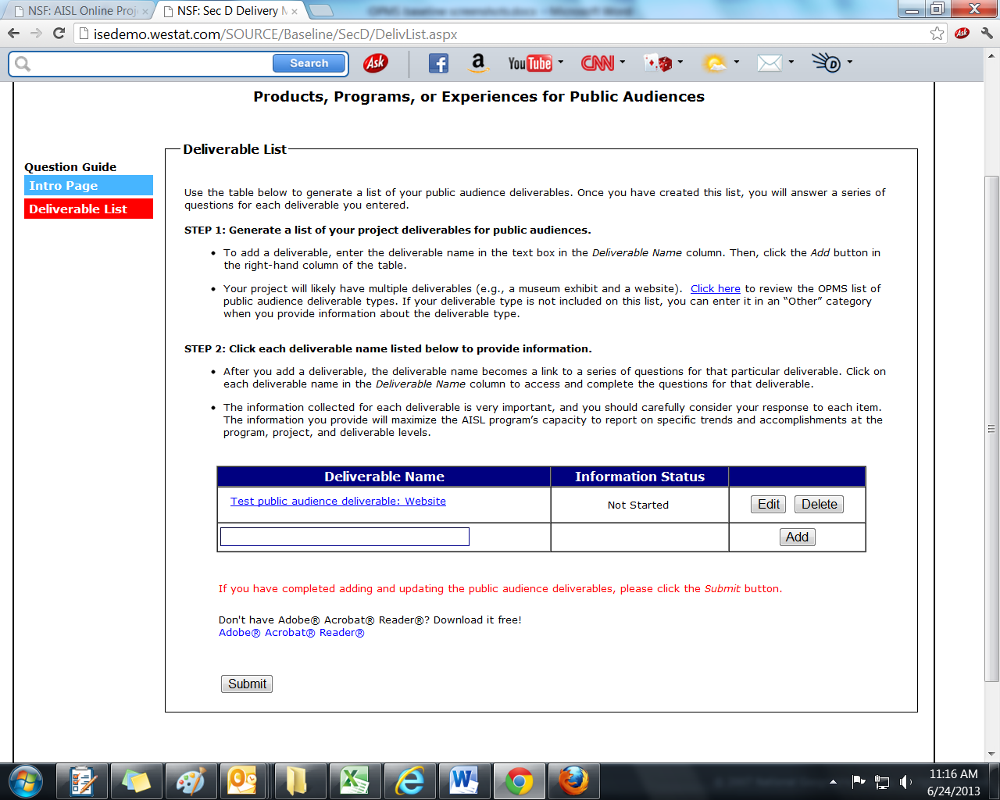 NSF: AISL Online Proj
NSF: Sec D Delivery M
OPMS baseline screenshots.docx - Microsoft Word
isedemo.westat.com/SOURCE/Baseline/SecD/DelivList.aspx
Ask
Search
Ask
f
a
YouTube
CNN
D
Products, Programs, or Experiences for Public Audiences
Deliverable List
Question Guide
Intro Page
Deliverable List
Use the table below to generate a list of your public audience deliverables. Once you have created this list, you will answer a series of
questions for each deliverable you entered.
STEP 1: Generate a list of your project deliverables for public audiences.
• To add a deliverable, enter the deliverable name in the text box in the Deliverable Name column. Then, click the Add button in
the right-hand column of the table.
• Your project will likely have multiple deliverables (e.g., a museum exhibit and a website). Click here to review the OPMS list of
public audience deliverable types. If your deliverable type is not included on this list, you can enter it in an “Other” category
when you provide information about the deliverable type.
STEP 2: Click each deliverable name listed below to provide information.
• After you add a deliverable, the deliverable name becomes a link to a series of questions for that particular deliverable. Click on
each deliverable name in the Deliverable Name column to access and complete the questions for that deliverable.
• The information collected for each deliverable is very important, and you should carefully consider your response to each item.
The information you provide will maximize the AISL program’s capacity to report on specific trends and accomplishments at the
program, project, and deliverable levels.
Deliverable Name Information Status
Test public audience deliverable: Website Not Started Edit Delete
Add
If you have completed adding and updating the public audience deliverables, please click the Submit button.
Don't have Adobe® Acrobat® Reader®? Download it free!
Adobe® Acrobat® Reader®
Submit
11:16 AM
6/24/2013